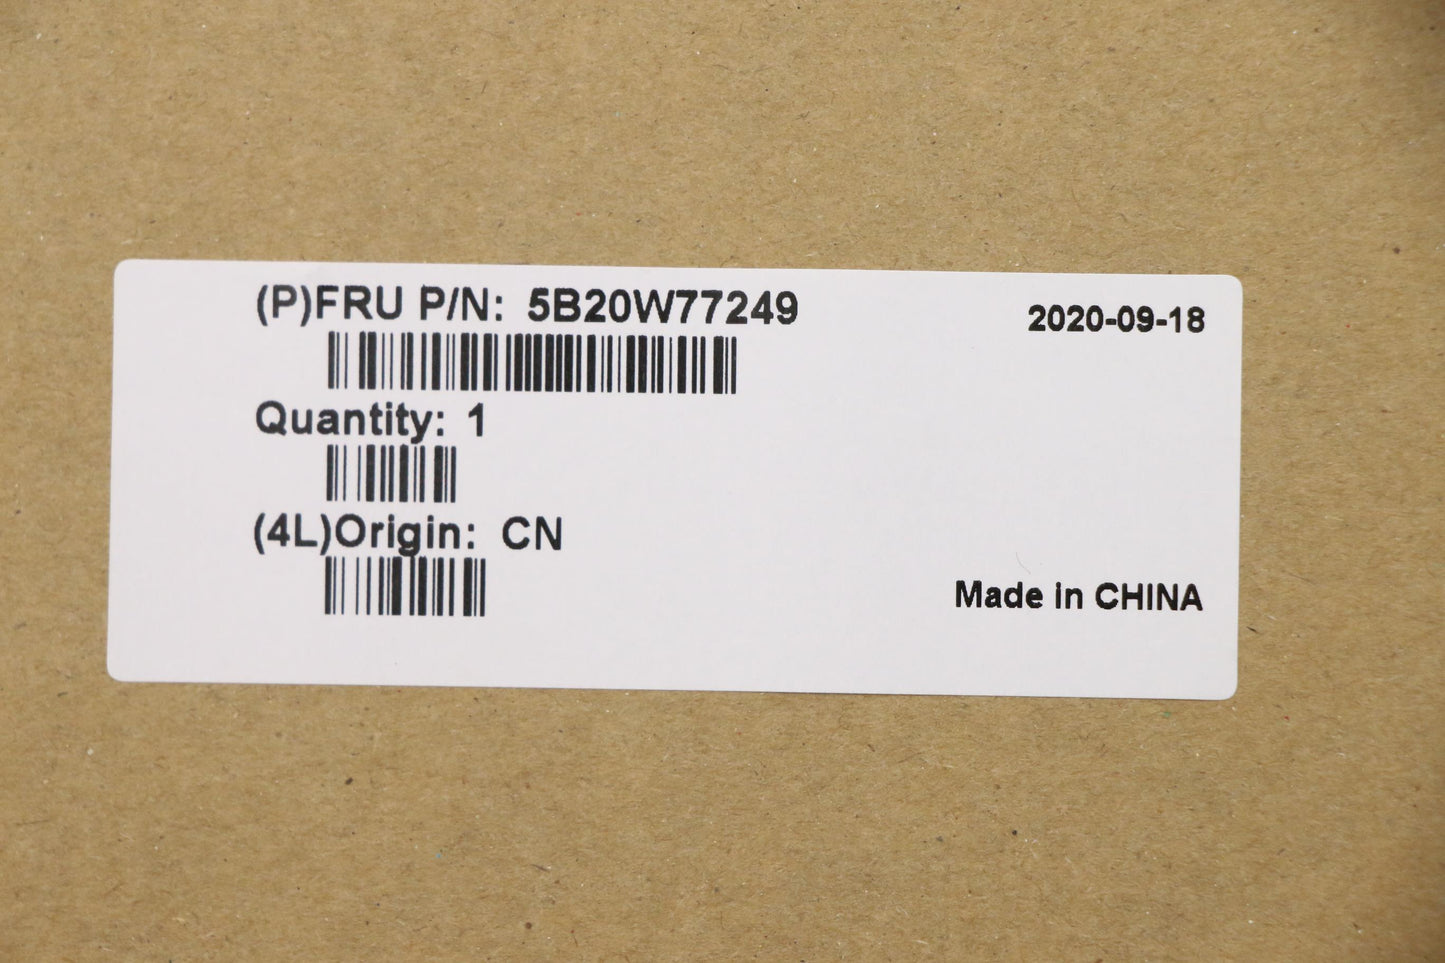 (P)FRU P/N: 5B20W77249
2020-09-18
Quantity: 1
(4L)Origin: CN
Made in CHINA